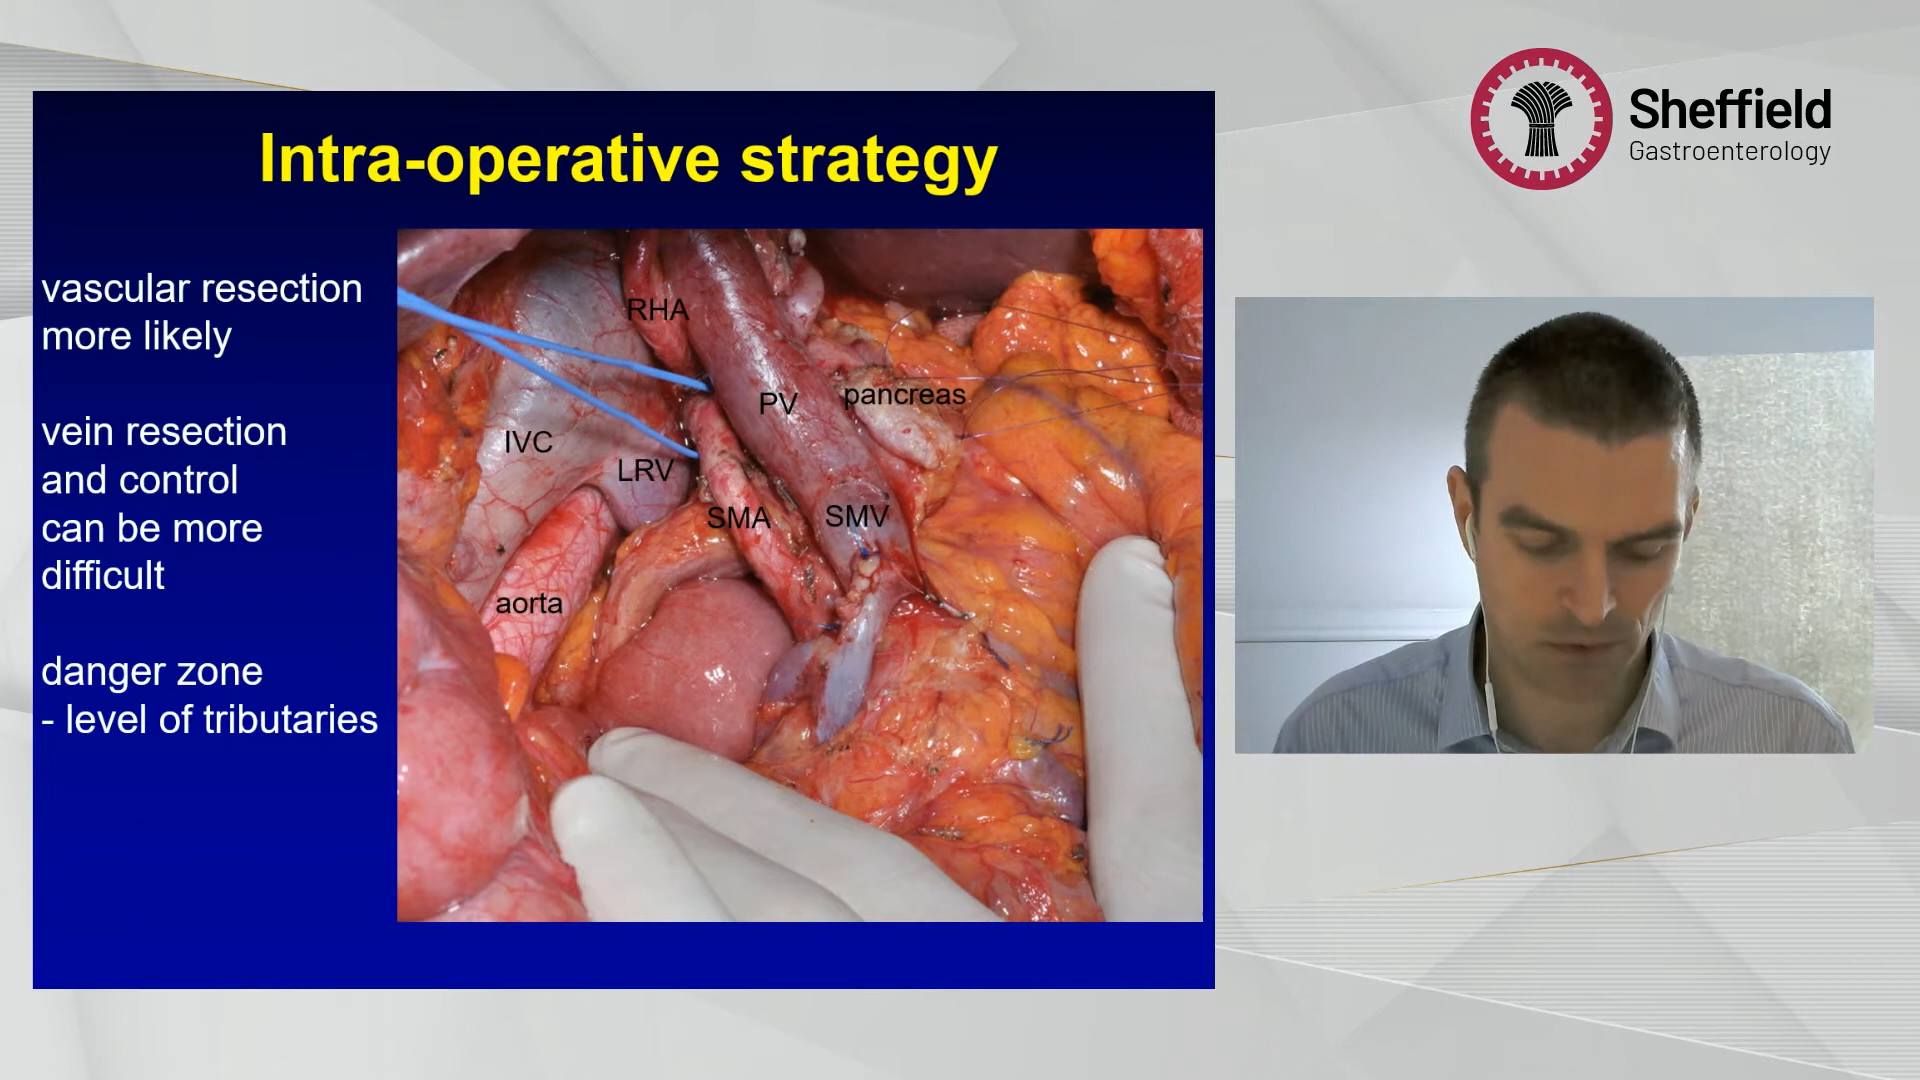 Sheffield
Gastroenterology
Intra-operative strategy
vascular resection
more likely
vein resection
and control
can be more
difficult
danger zone
- level of tributaries
RHA
PV
pancreas
IVC
LRV
SMA
SMV
aorta